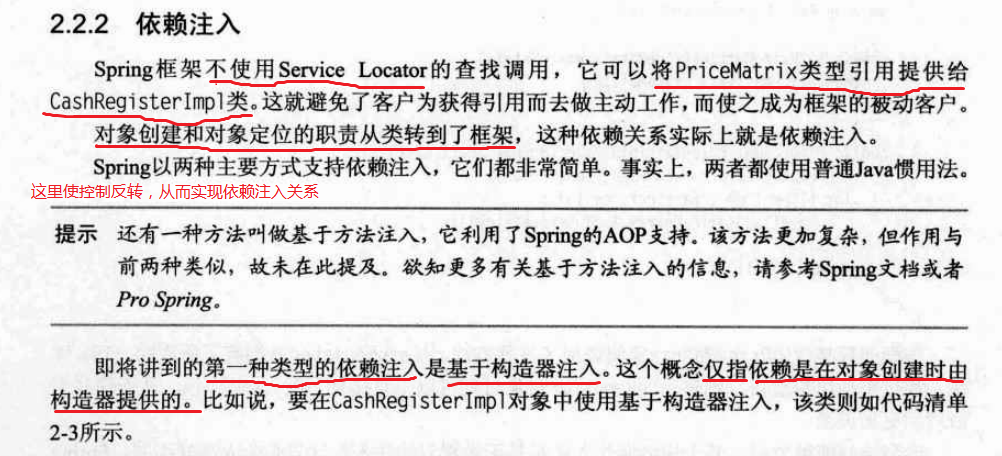 2.2.2 依赖注入
Spring框架不使用Service Locator的查找调用，它可以将PriceMatrix类型引用提供给
CashRegisterImpl类。这就避免了客户为获得引用而去做主动工作，而使之成为框架的被动客户。
对象创建和对象定位的职责从类转到了框架，这种依赖关系实际上就是依赖注入。
Spring以两种主要方式支持依赖注入，它们都非常简单。事实上，两者都使用普通Java惯用法。
这里使控制反转，从而实现依赖注入关系
提示 还有一种方法叫做基于方法注入，它利用了Spring的AOP支持。该方法更加复杂，但作用与
前两种类似，故未在此提及。欲知更多有关基于方法注入的信息，请参考Spring文档或者
Pro Spring。
即将讲到的第一种类型的依赖注入是基于构造器注入。这个概念仅指依赖是在对象创建时由
构造器提供的。比如说，要在CashRegisterImpl对象中使用基于构造器注入，该类则如代码清单
2-3所示。